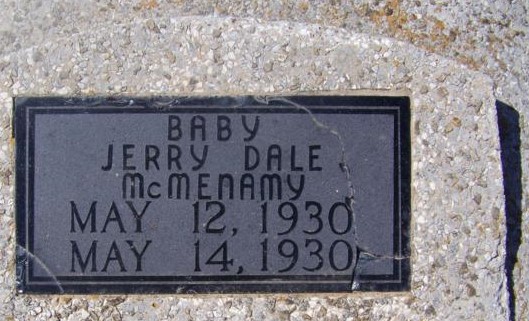 BABY
JERRY DALE
McMENAMY
MAY 12, 1930
MAY 14, 1930